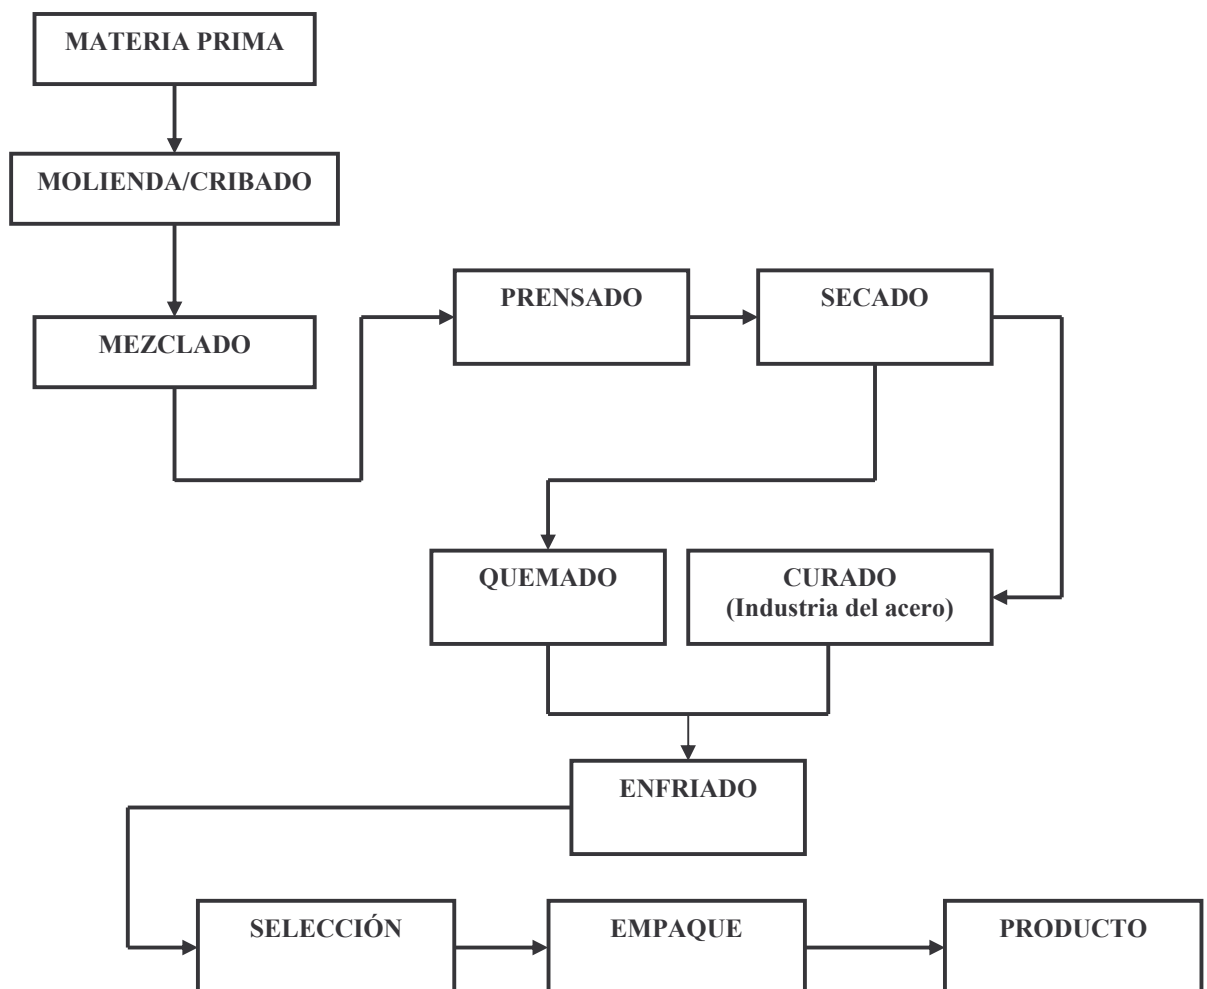 MATERIA PRIMA
MOLIENDA/CRIBADO
MEZCLADO
PRENSADO
SECADO
QUEMADO
CURADO
(Industria del acero)
ENFRIADO
SELECCIÓN
EMPAQUE
PRODUCTO